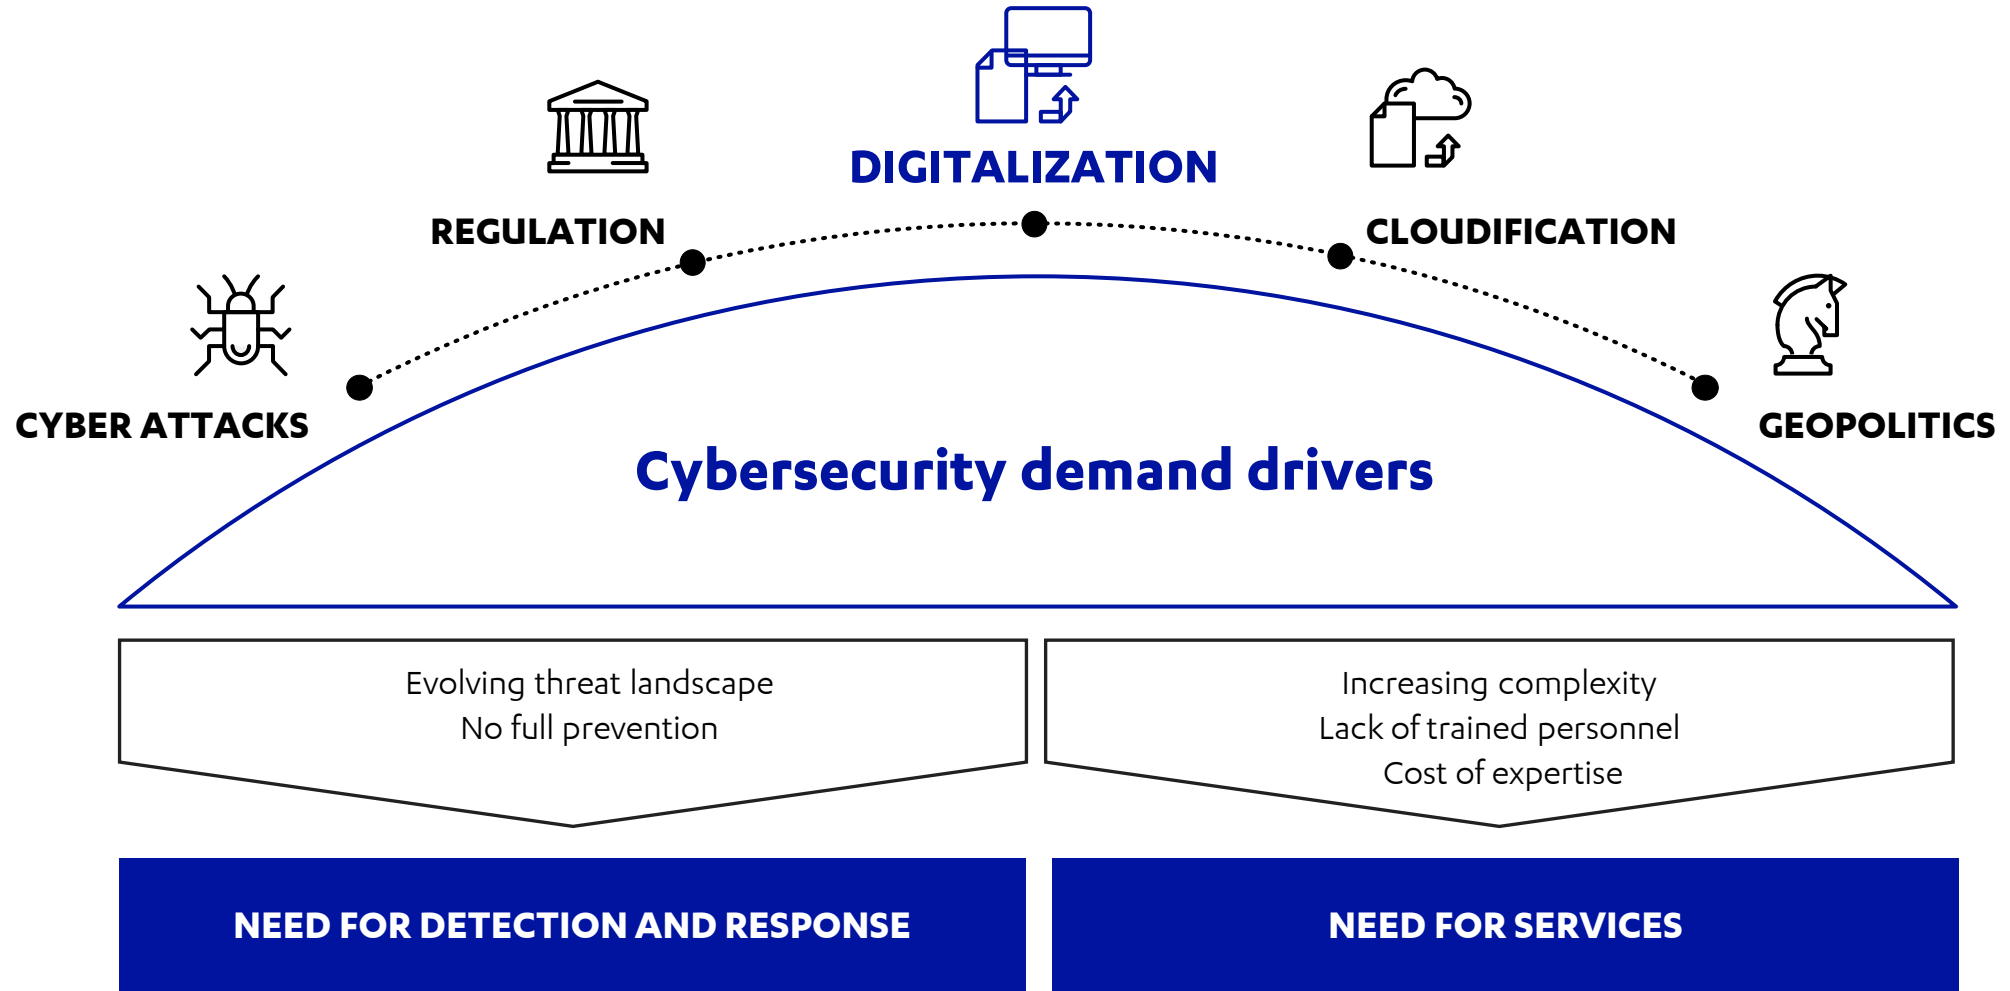 DIGITALIZATION
REGULATION
CLOUDIFICATION
CYBER ATTACKS
GEOPOLITICS
Cybersecurity demand drivers
Evolving threat landscape
No full prevention
Increasing complexity
Lack of trained personnel
Cost of expertise
NEED FOR DETECTION AND RESPONSE
NEED FOR SERVICES